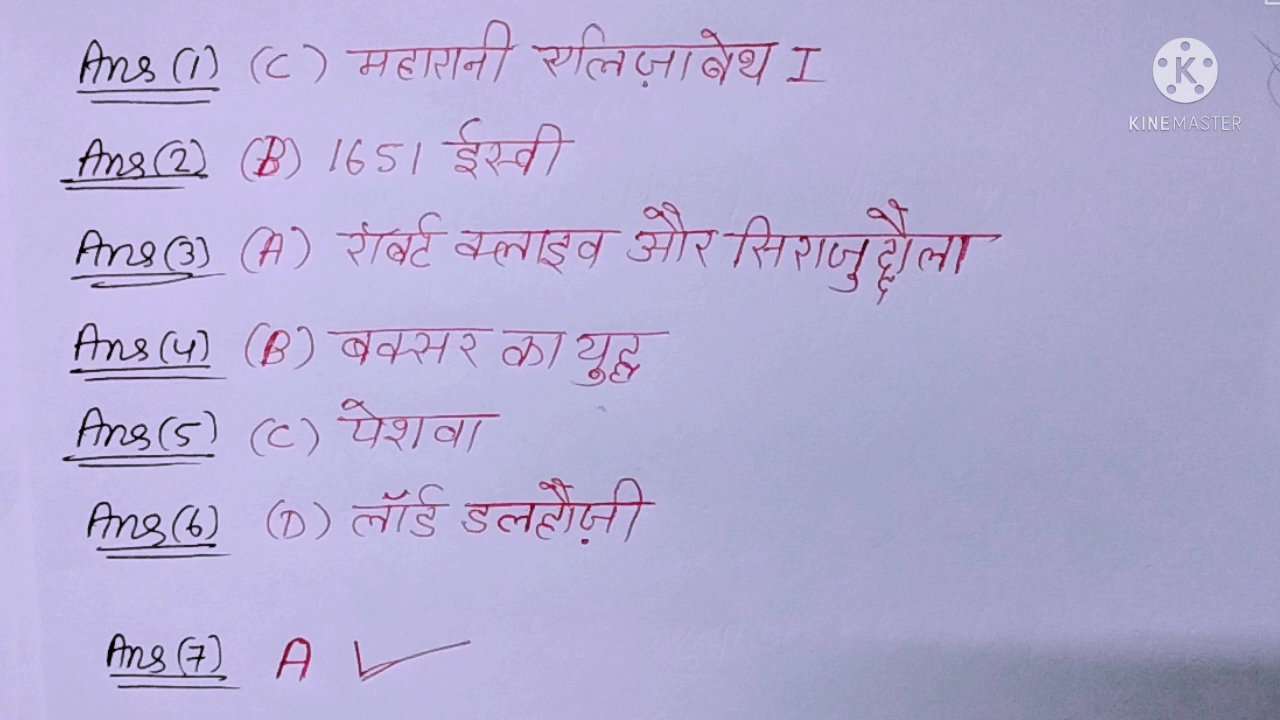 Ans (1) (C) महारानी एलिज़ाबेथ I
K
KINEMASTER
Ans (2) (B) 1651 ईस्वी
Ans (3) (A) रॉबर्ट क्लाइव और सिराजुद्दौला
Ans (4) (B) बक्सर का युद्ध
Ans (5) (C) पेशवा
Ans (6) (D) लॉर्ड डलहौज़ी
Ans (7) A